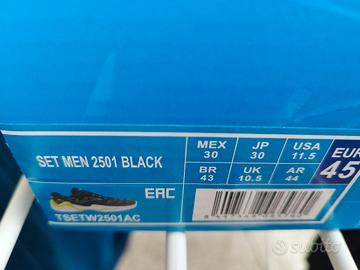 SET MEN 2501 BLACK
MEX 30
JP 30
USA 11.5
EUR 45
BR 43
UK 10.5
AR 44
EAC
TSETW2501AC
subito